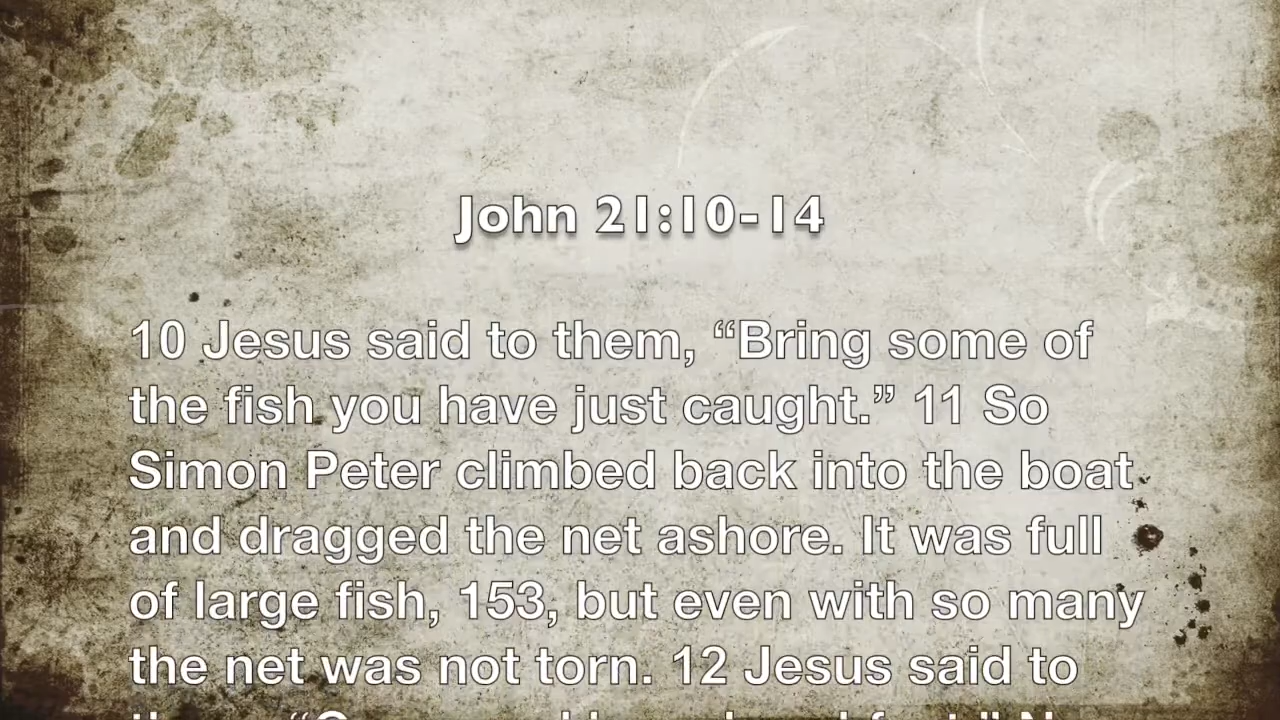 John 21:10-14
10 Jesus said to them, “Bring some of
the fish you have just caught.” 11 So
Simon Peter climbed back into the boat
and dragged the net ashore. It was full
of large fish, 153, but even with so many
the net was not torn. 12 Jesus said to